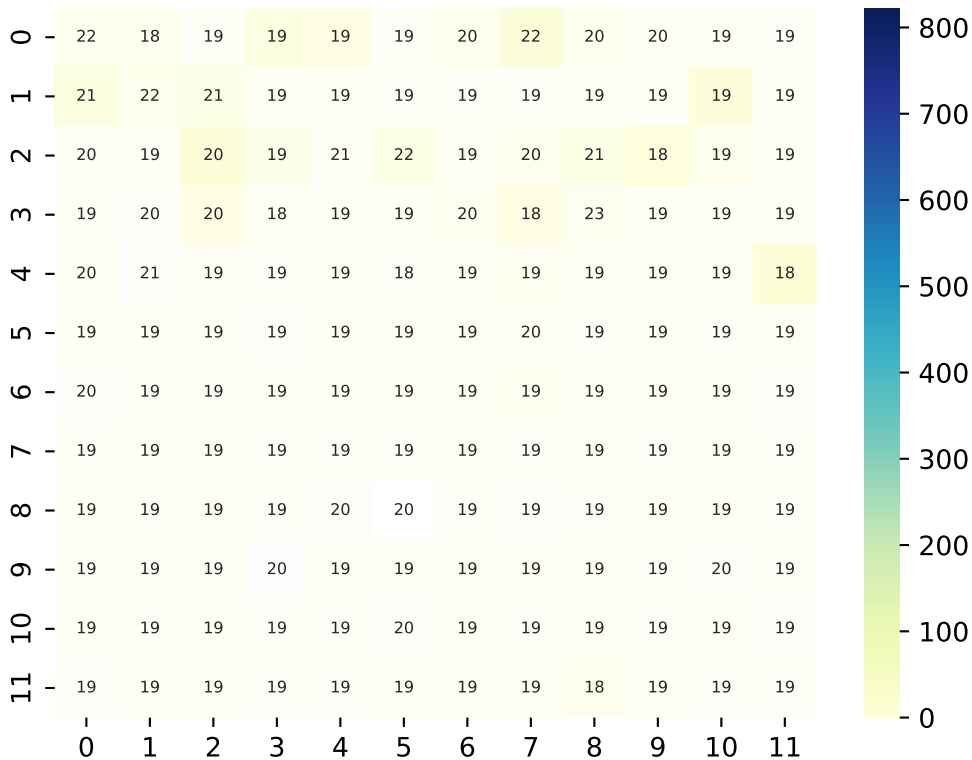 0 22 18 19 19 19 19 20 22 20 20 19 19
1 21 22 21 19 19 19 19 19 19 19 19 19
2 20 19 20 19 21 22 19 20 21 18 19 19
3 19 20 20 18 19 19 20 18 23 19 19 19
4 20 21 19 19 19 18 19 19 19 19 19 18
5 19 19 19 19 19 19 19 20 19 19 19 19
6 20 19 19 19 19 19 19 19 19 19 19 19
7 19 19 19 19 19 19 19 19 19 19 19 19
8 19 19 19 19 20 20 19 19 19 19 19 19
9 19 19 19 20 19 19 19 19 19 19 20 19
10 19 19 19 19 19 20 19 19 19 19 19 19
11 19 19 19 19 19 19 19 19 18 19 19 19
0 1 2 3 4 5 6 7 8 9 10 11
800
700
600
500
400
300
200
100
0